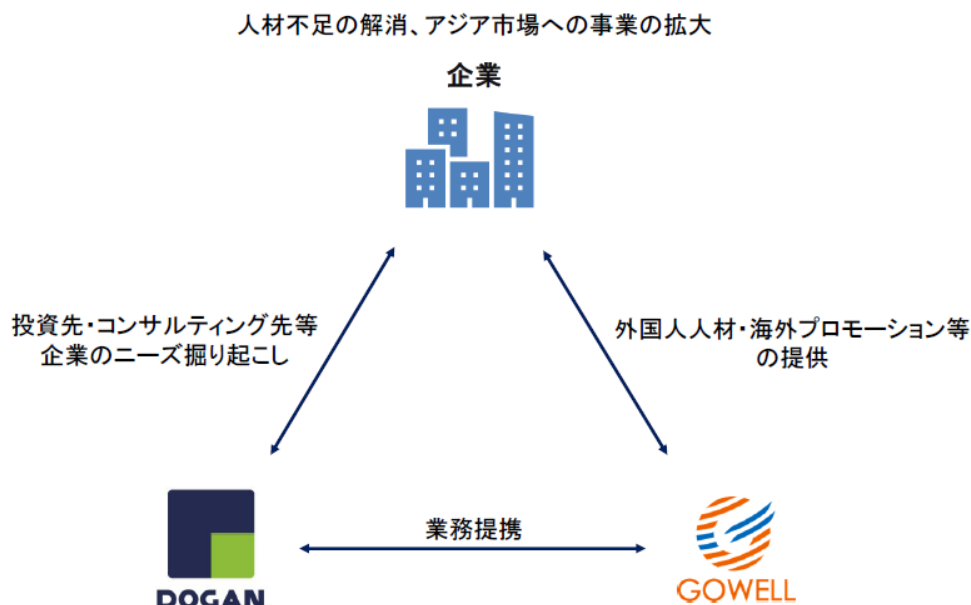 人材不足の解消、アジア市場への事業の拡大
企業
投資先・コンサルティング先等
企業のニーズ掘り起こし
外国人人材・海外プロモーション等
の提供
業務提携
DOGAN
GOWELL